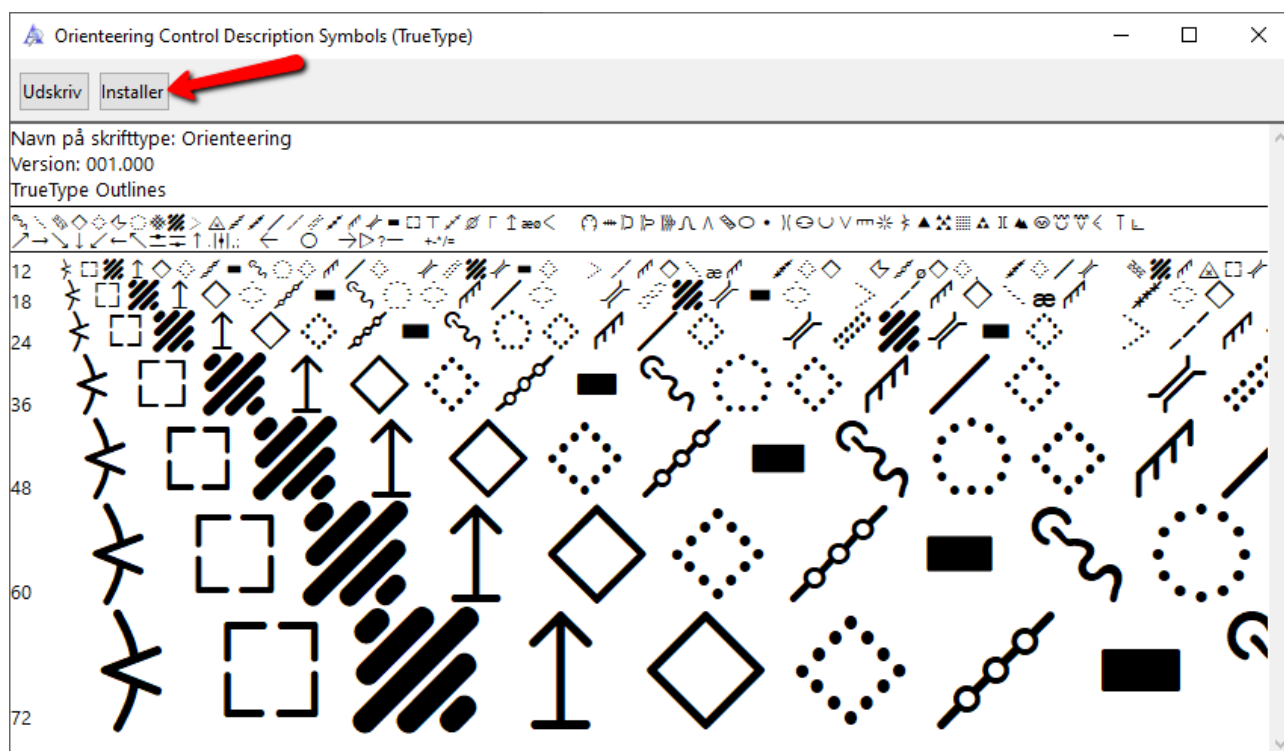 Orienteering Control Description Symbols (TrueType)
Udskriv Installer
Navn på skrifttype: Orienteering
Version: 001.000
TrueType Outlines
æø
.,;
?
+-*/=
12 æ ø
18 æ
24
36
48
60
72